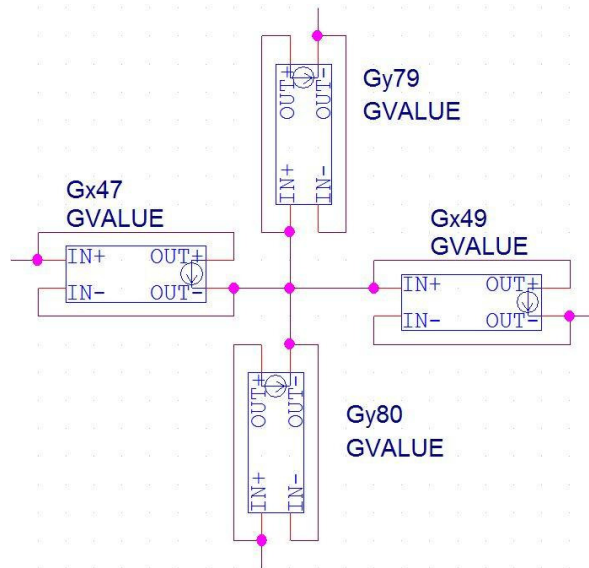 Gy79
GVALUE
OUT+
OUT-
IN+
IN-
Gx47
GVALUE
IN+ OUT+
IN- OUT-
Gx49
GVALUE
IN+ OUT+
IN- OUT-
Gy80
GVALUE
OUT+
OUT-
IN+
IN-